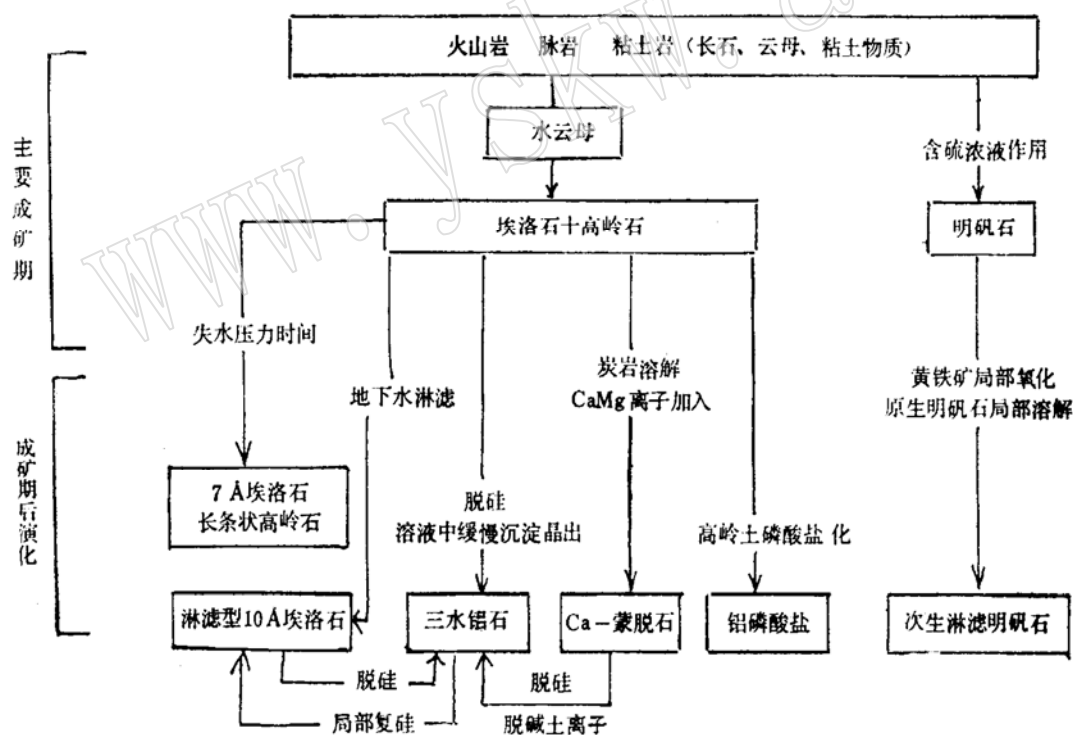 火山岩 脉岩 粘土岩（长石、云母、粘土物质）
水云母
含硫浓液作用
主要成矿期
埃洛石十高岭石
明矾石
失水压力时间
炭岩溶解
CaMg离子加入
黄铁矿局部氧化
原生明矾石局部溶解
地下水淋滤
成矿期后演化
7Å埃洛石
长条状高岭石
脱硅
溶液中缓慢沉淀晶出
高岭土磷酸盐化
淋滤型10Å埃洛石
三水铝石
Ca-蒙脱石
铝磷酸盐
次生淋滤明矾石
脱硅
脱硅
局部复硅
脱碱土离子